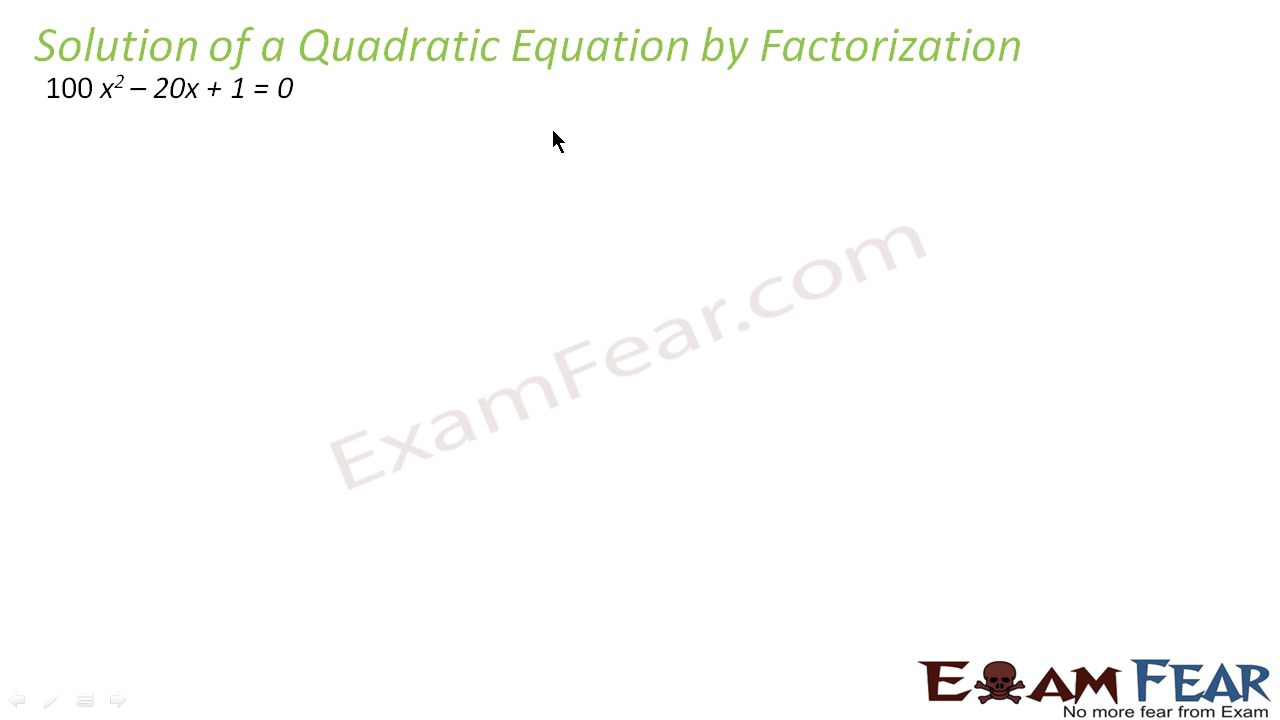 Solution of a Quadratic Equation by Factorization
100 x² – 20x + 1 = 0
ExamFear.com
EXAM FEAR
No more fear from Exam